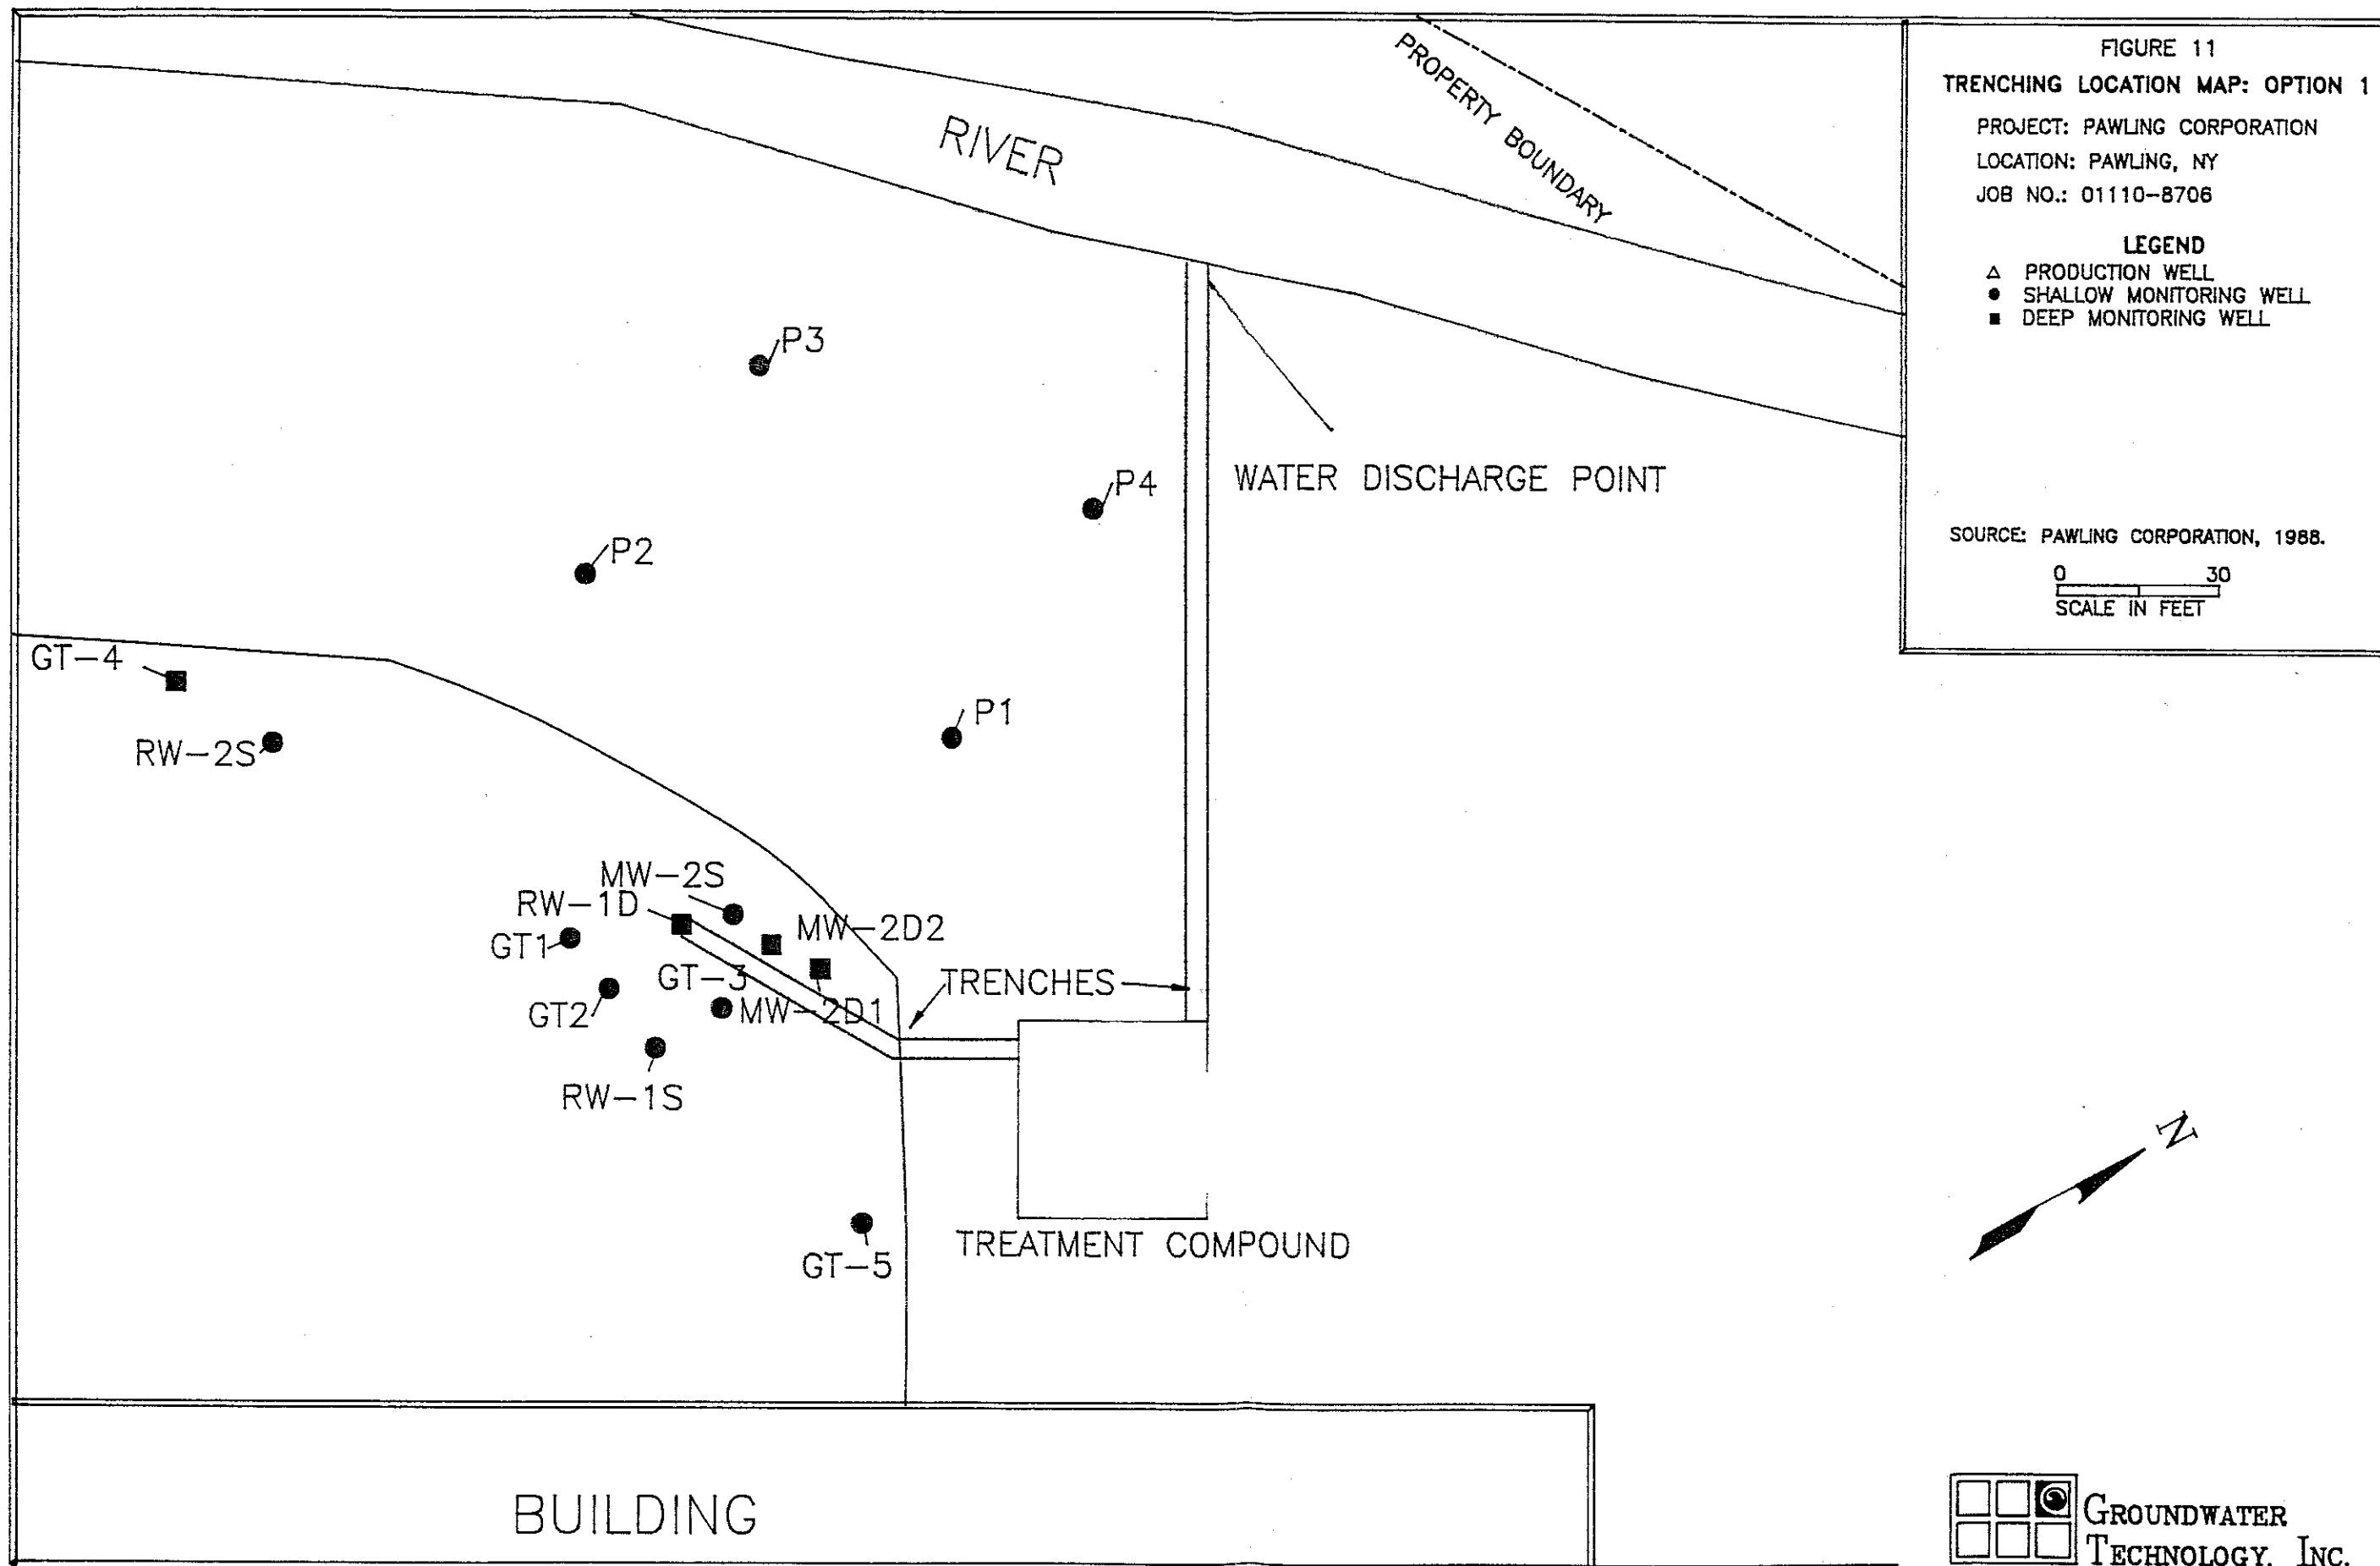 FIGURE 11
TRENCHING LOCATION MAP: OPTION 1
PROJECT: PAWLING CORPORATION
LOCATION: PAWLING, NY
JOB NO.: 01110-8706
LEGEND
△ PRODUCTION WELL
● SHALLOW MONITORING WELL
■ DEEP MONITORING WELL
SOURCE: PAWLING CORPORATION, 1988.
0 30
SCALE IN FEET
PROPERTY BOUNDARY
RIVER
P3
WATER DISCHARGE POINT
P4
P2
GT-4
P1
RW-2S
MW-2S
RW-1D
MW-2D2
GT1
GT-3
TRENCHES
GT2
MW-2D1
RW-1S
N
TREATMENT COMPOUND
GT-5
BUILDING
GROUNDWATER
TECHNOLOGY, INC.